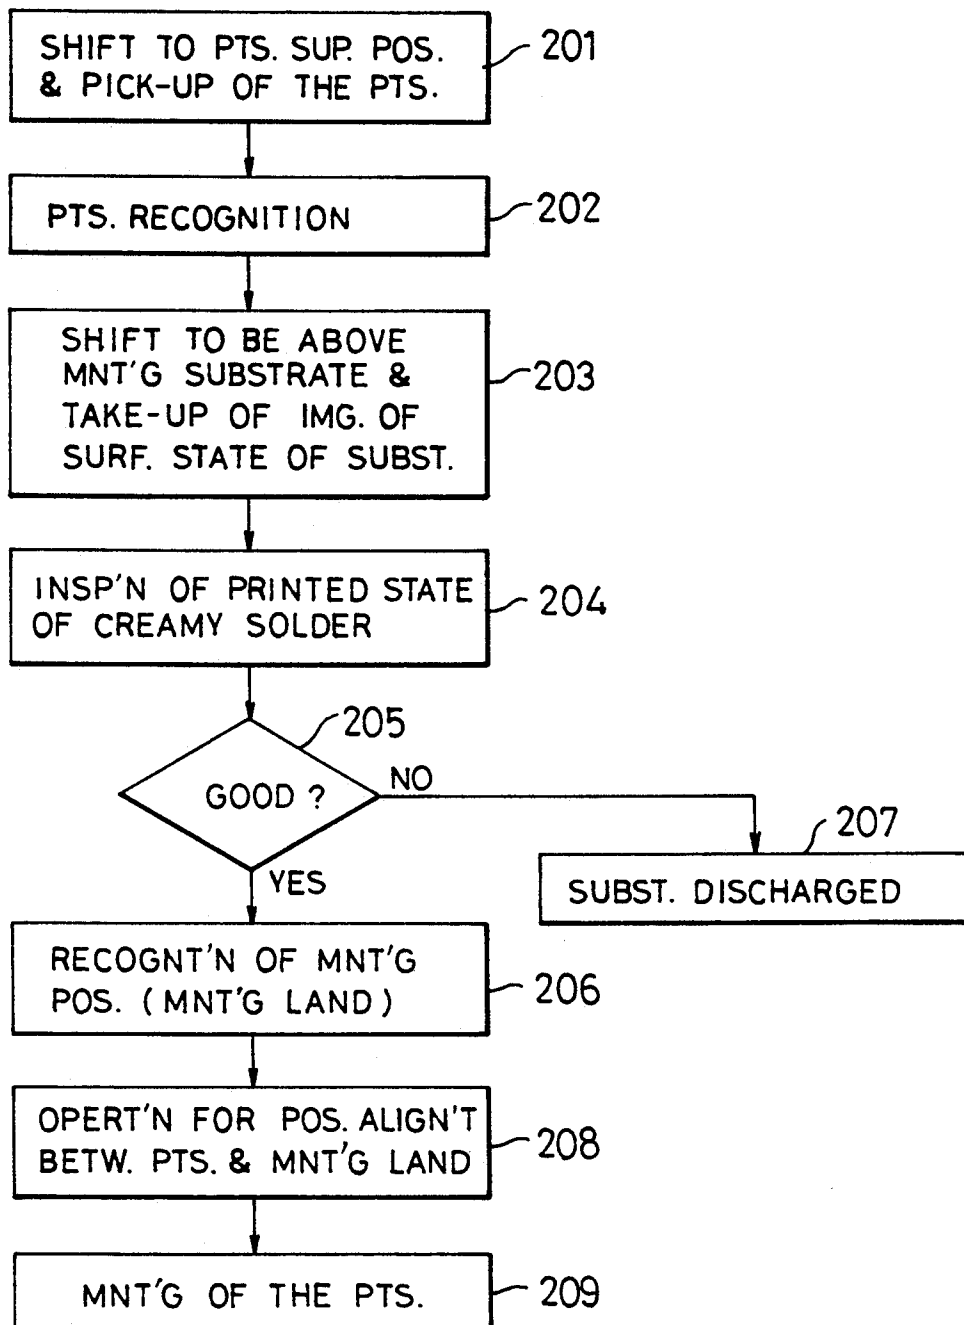 SHIFT TO PTS. SUP. POS.
& PICK-UP OF THE PTS.
201
PTS. RECOGNITION
202
SHIFT TO BE ABOVE
MNT'G SUBSTRATE &
TAKE-UP OF IMG. OF
SURF. STATE OF SUBST.
203
INSP'N OF PRINTED STATE
OF CREAMY SOLDER
204
205
GOOD ?
NO
YES
207
SUBST. DISCHARGED
RECOGNT'N OF MNT'G
POS. (MNT'G LAND)
206
OPERT'N FOR POS. ALIGN'T
BETW. PTS. & MNT'G LAND
208
MNT'G OF THE PTS.
209